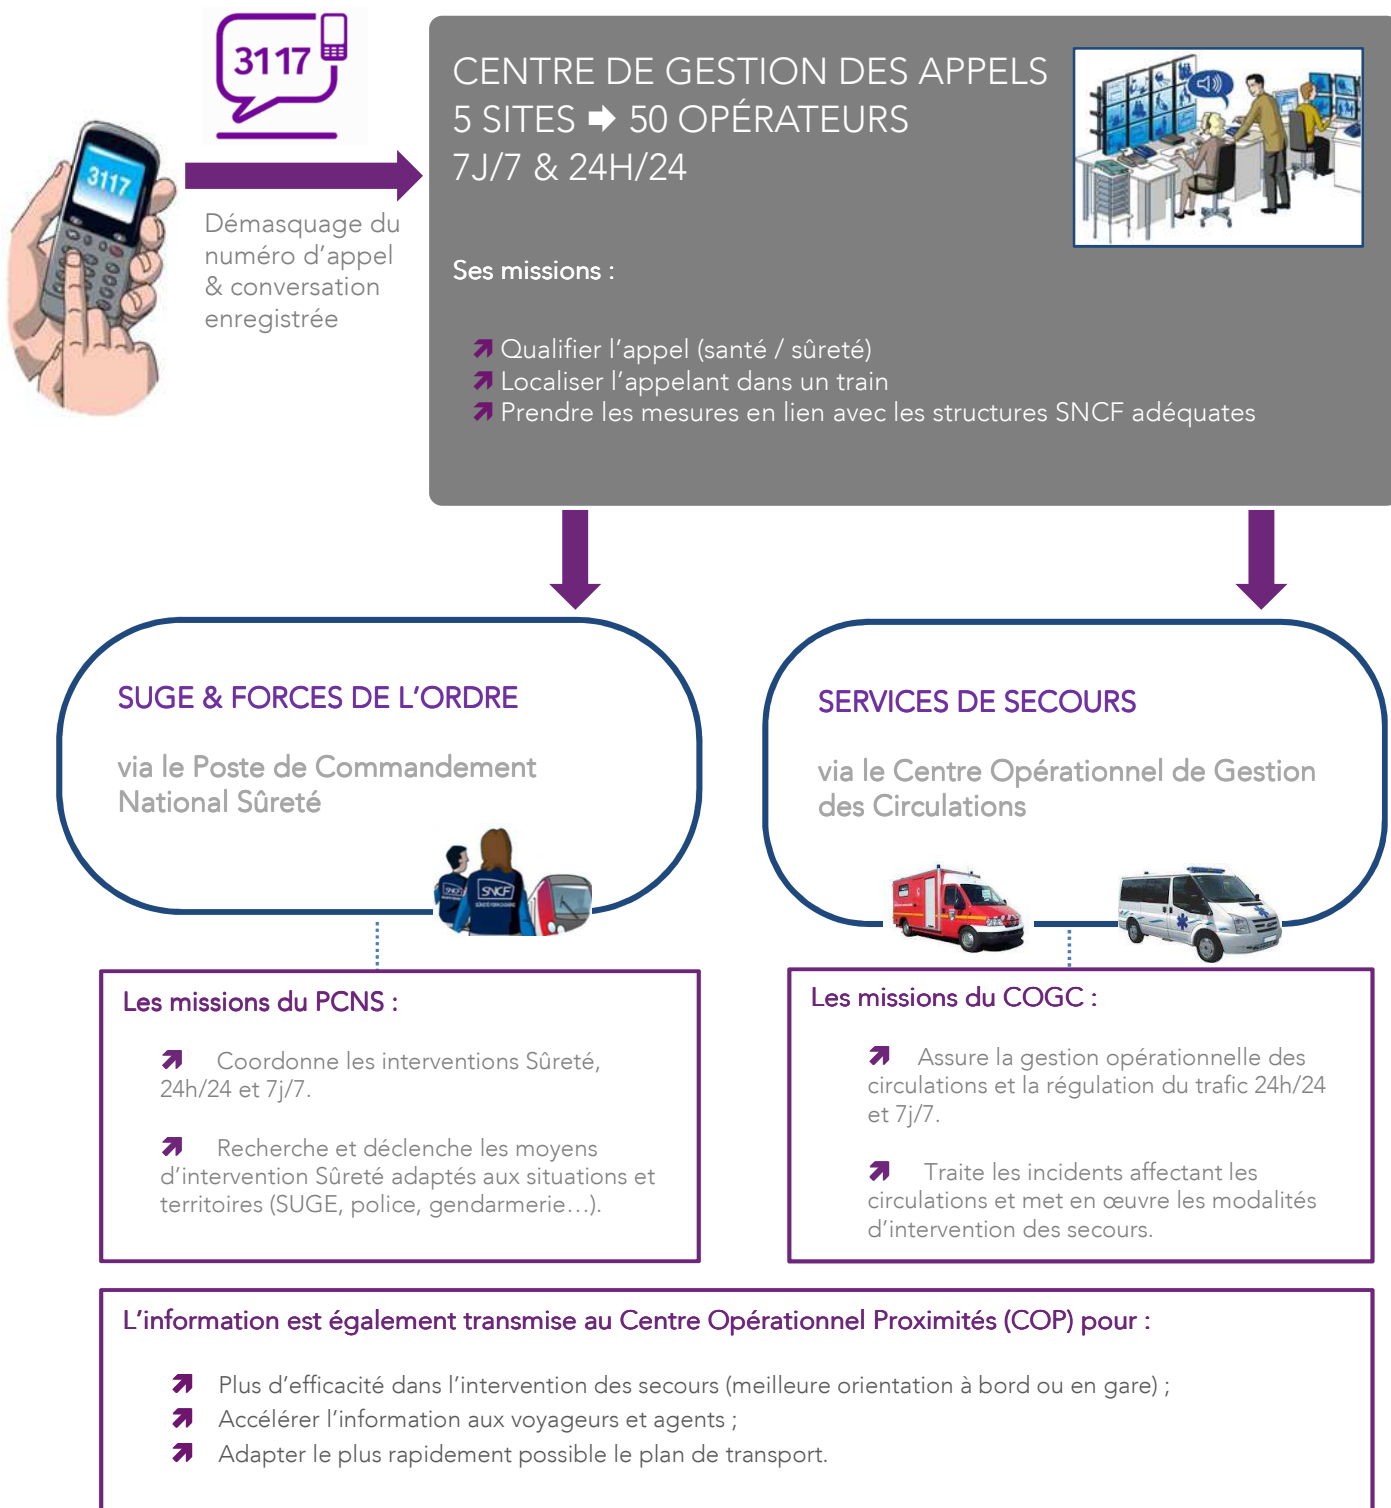 3117
3117
CENTRE DE GESTION DES APPELS
5 SITES ➡ 50 OPÉRATEURS
7J/7 & 24H/24
Démasquage du
numéro d’appel
& conversation
enregistrée
Ses missions :
Qualifier l’appel (santé / sûreté)
Localiser l’appelant dans un train
Prendre les mesures en lien avec les structures SNCF adéquates
SUGE & FORCES DE L’ORDRE
via le Poste de Commandement
National Sûreté
SNCF
SNCF
SÛRETÉ FERROVIAIRE
SERVICES DE SECOURS
via le Centre Opérationnel de Gestion
des Circulations
Les missions du PCNS :
Coordonne les interventions Sûreté,
24h/24 et 7j/7.
Recherche et déclenche les moyens
d’intervention Sûreté adaptés aux situations et
territoires (SUGE, police, gendarmerie…).
Les missions du COGC :
Assure la gestion opérationnelle des
circulations et la régulation du trafic 24h/24
et 7j/7.
Traite les incidents affectant les
circulations et met en œuvre les modalités
d’intervention des secours.
L’information est également transmise au Centre Opérationnel Proximités (COP) pour :
Plus d’efficacité dans l’intervention des secours (meilleure orientation à bord ou en gare) ;
Accélérer l’information aux voyageurs et agents ;
Adapter le plus rapidement possible le plan de transport.